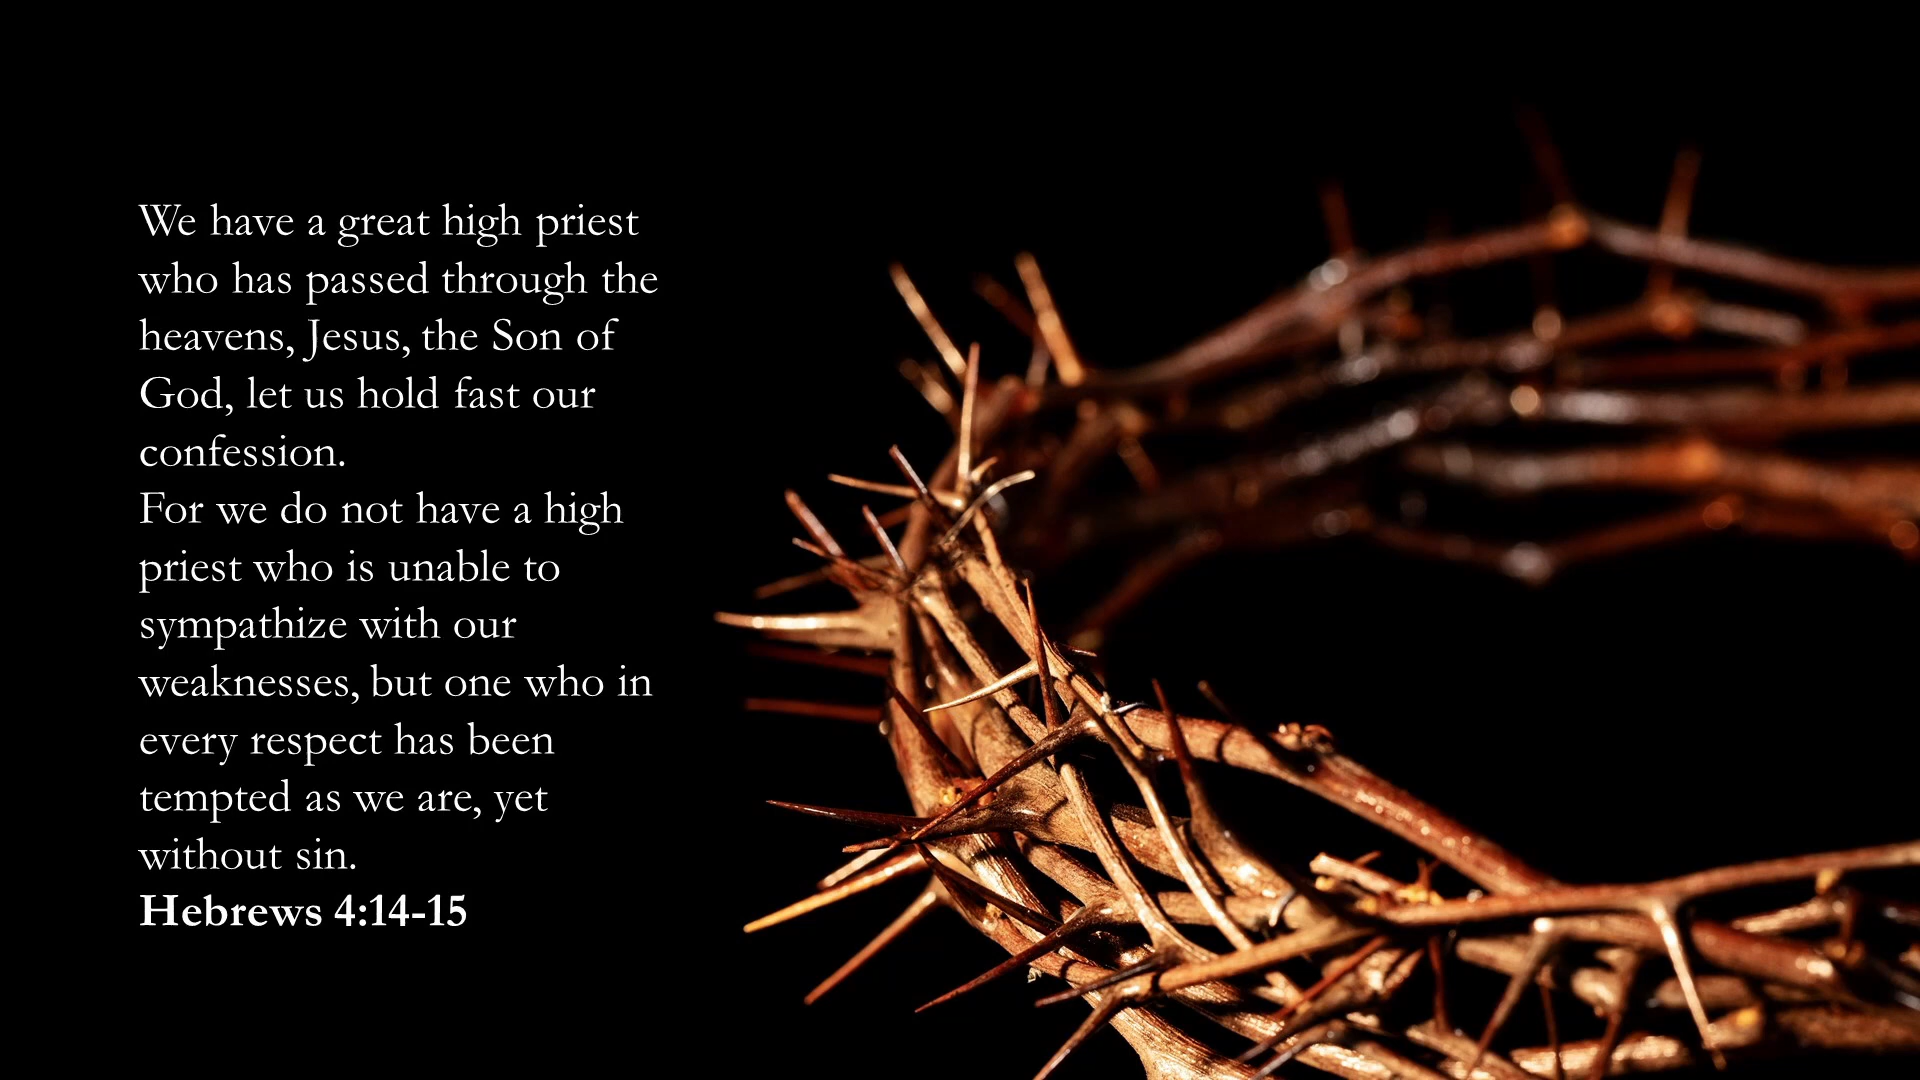 We have a great high priest
who has passed through the
heavens, Jesus, the Son of
God, let us hold fast our
confession.
For we do not have a high
priest who is unable to
sympathize with our
weaknesses, but one who in
every respect has been
tempted as we are, yet
without sin.
Hebrews 4:14-15